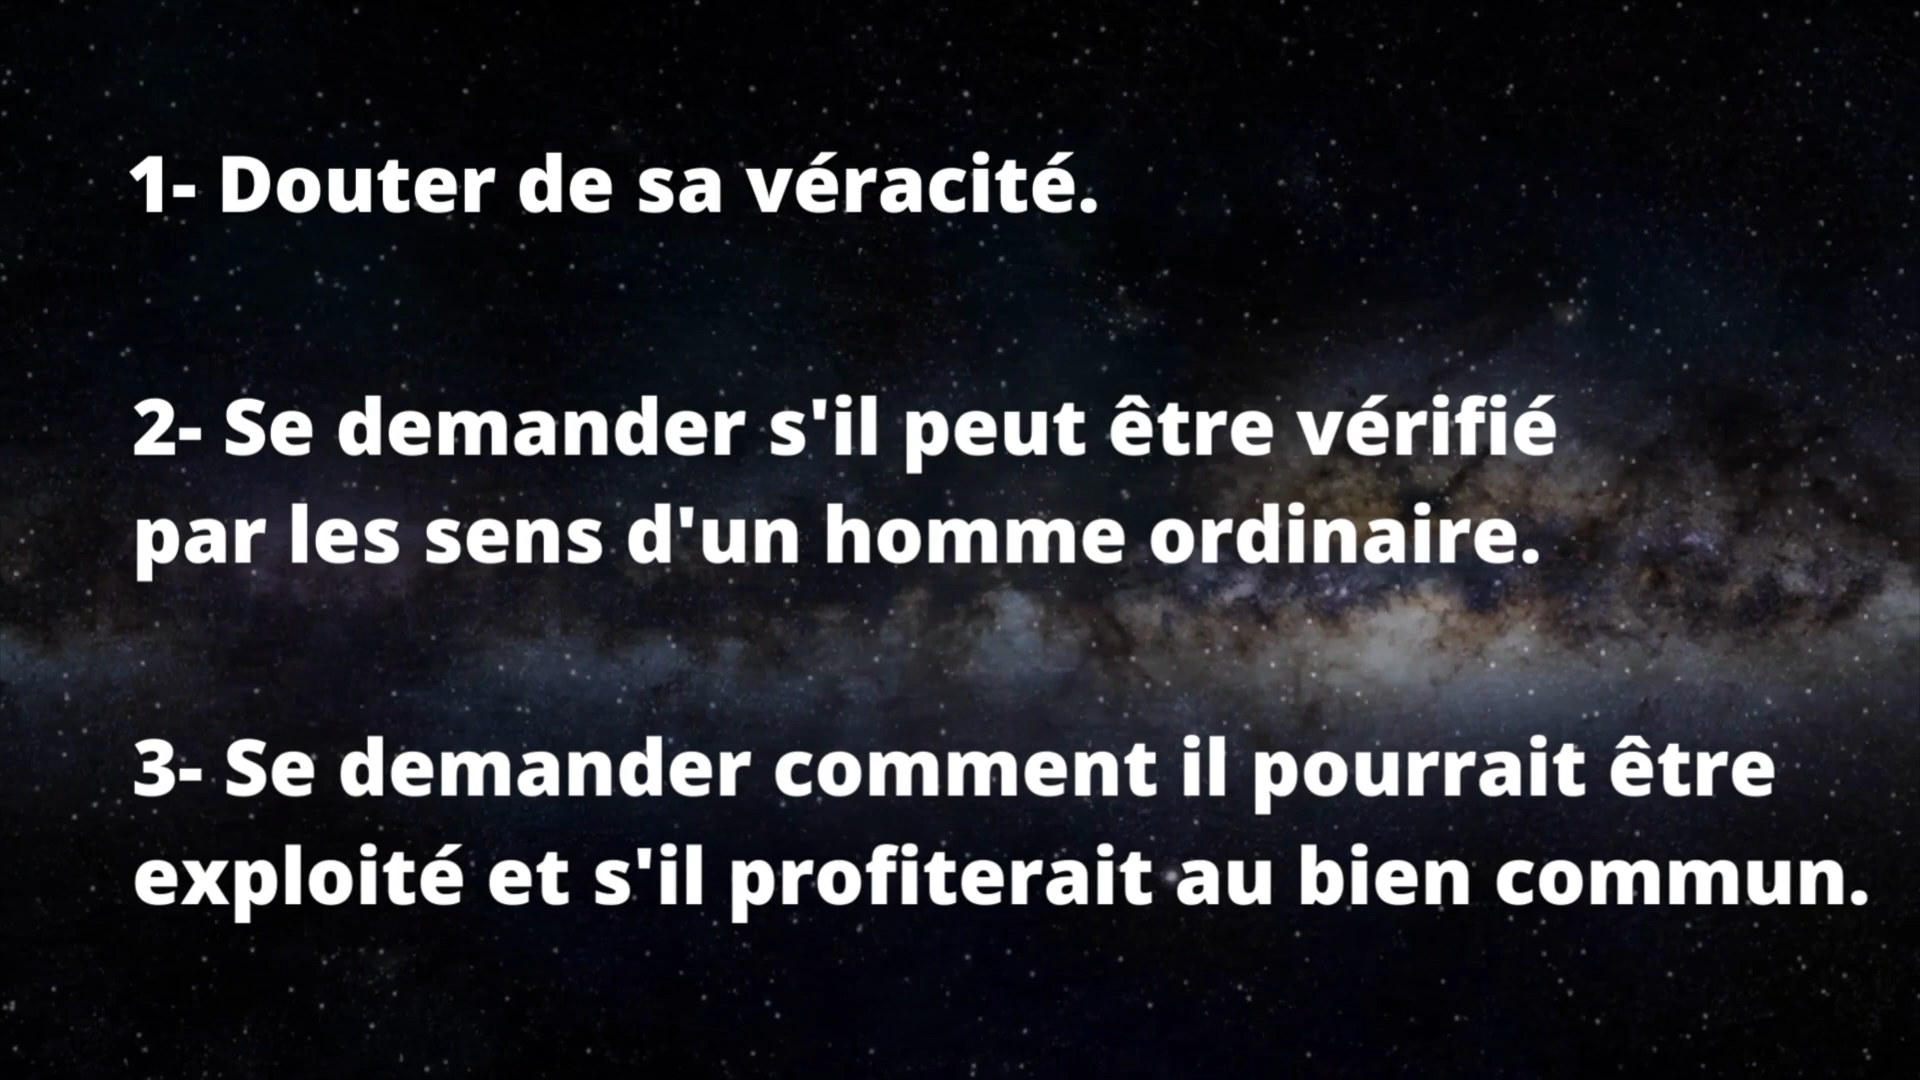 1- Douter de sa véracité.
2- Se demander s'il peut être vérifié
par les sens d'un homme ordinaire.
3- Se demander comment il pourrait être
exploité et s'il profiterait au bien commun.